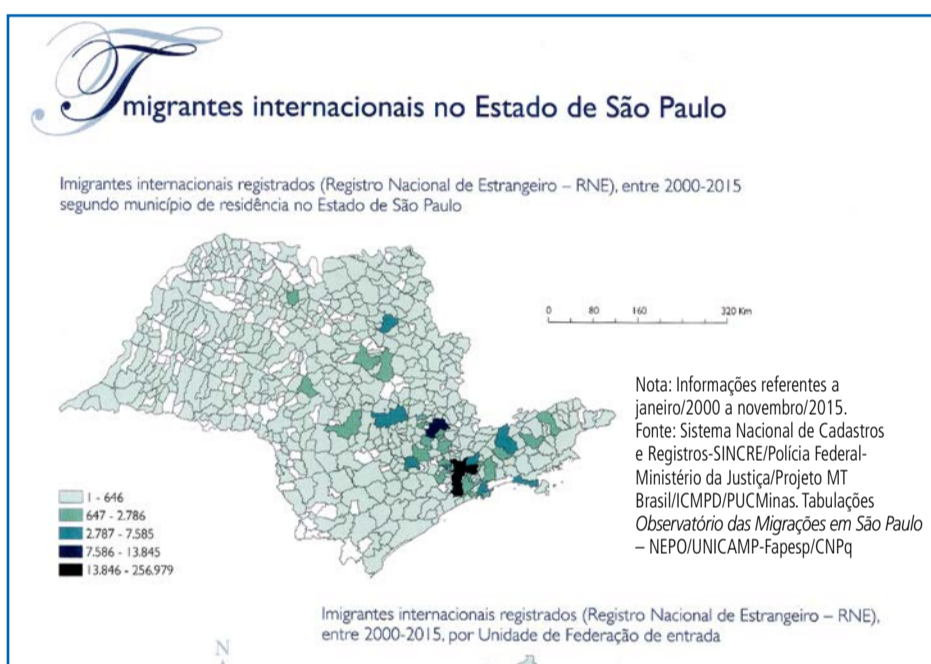 Imigrantes internacionais no Estado de São Paulo
Imigrantes internacionais registrados (Registro Nacional de Estrangeiro – RNE), entre 2000-2015
segundo município de residência no Estado de São Paulo
0 80 160 320 Km
Nota: Informações referentes a
janeiro/2000 a novembro/2015.
Fonte: Sistema Nacional de Cadastros
e Registros-SINCRE/Polícia Federal-
Ministério da Justiça/Projeto MT
Brasil/ICMPD/PUCMinas. Tabulações
Observatório das Migrações em São Paulo
– NEPO/UNICAMP-Fapesp/CNPq
1 - 646
647 - 2.786
2.787 - 7.585
7.586 - 13.845
13.846 - 256.979
Imigrantes internacionais registrados (Registro Nacional de Estrangeiro – RNE),
entre 2000-2015, por Unidade de Federação de entrada
N